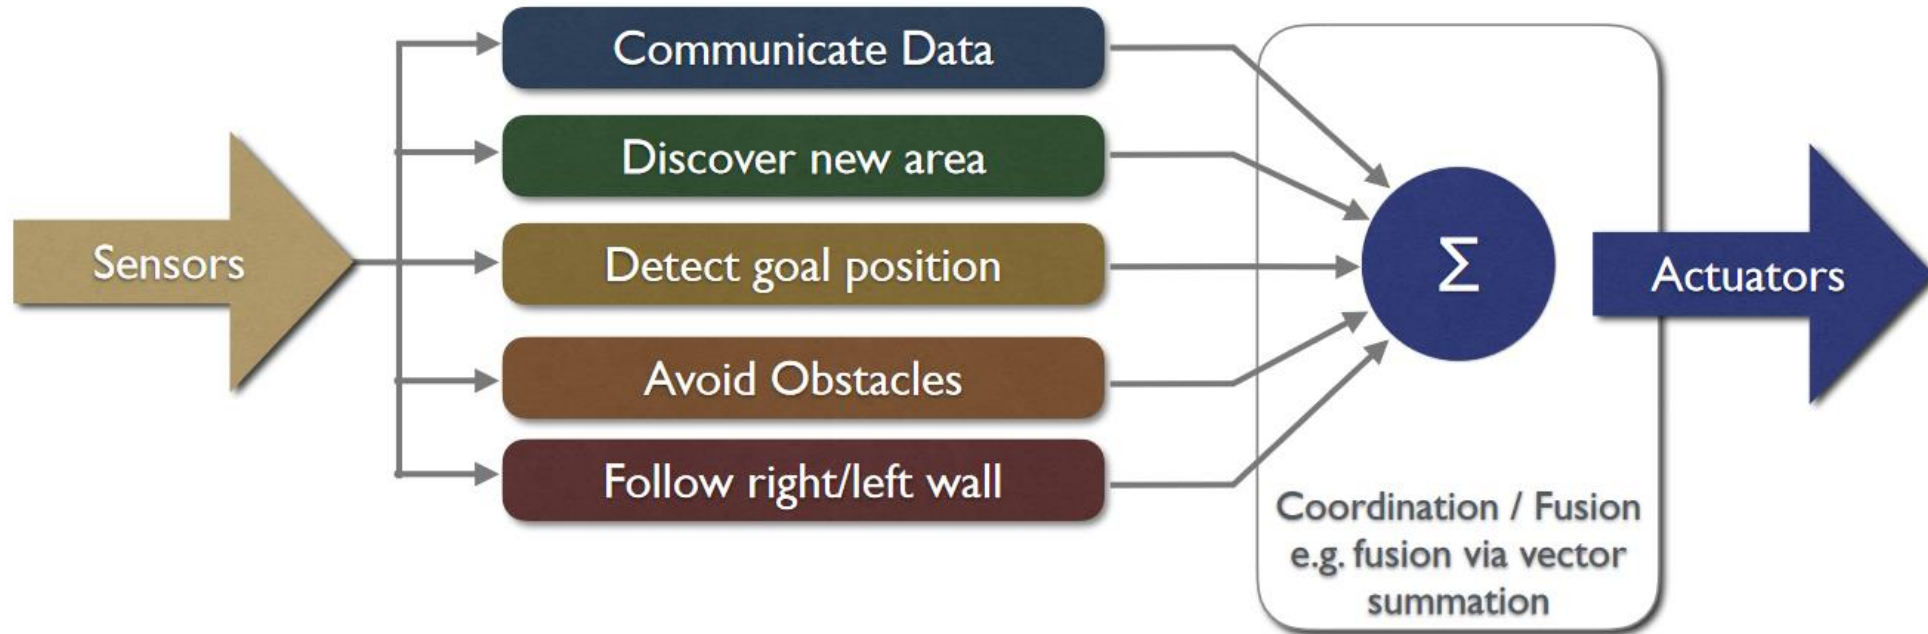 Communicate Data
Discover new area
Sensors
Detect goal position
Σ
Actuators
Avoid Obstacles
Follow right/left wall
Coordination / Fusion
e.g. fusion via vector
summation